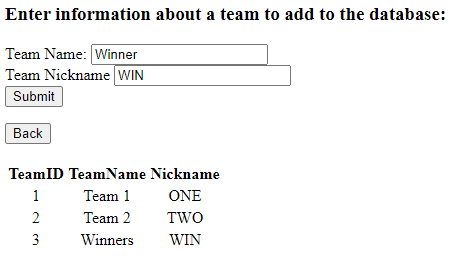 Enter information about a team to add to the database:
Team Name: Winner
Team Nickname WIN
Submit
Back
TeamID TeamName Nickname
1 Team 1 ONE
2 Team 2 TWO
3 Winners WIN